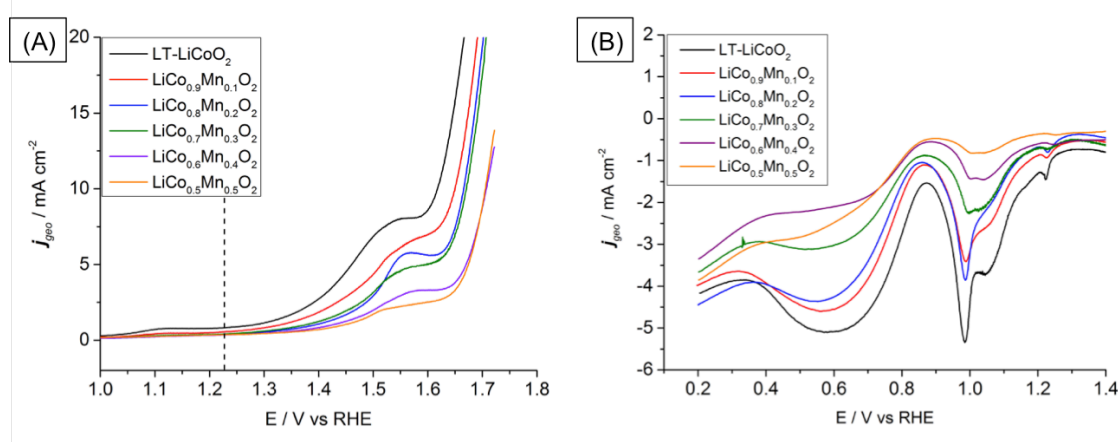 (A)
20
15
10
5
0
j_geo / mA cm⁻²
LT-LiCoO₂
LiCo₀.₉Mn₀.₁O₂
LiCo₀.₈Mn₀.₂O₂
LiCo₀.₇Mn₀.₃O₂
LiCo₀.₆Mn₀.₄O₂
LiCo₀.₅Mn₀.₅O₂
1.0 1.1 1.2 1.3 1.4 1.5 1.6 1.7 1.8
E / V vs RHE
(B)
2
1
0
-1
-2
-3
-4
-5
-6
j_geo / mA cm⁻²
LT-LiCoO₂
LiCo₀.₉Mn₀.₁O₂
LiCo₀.₈Mn₀.₂O₂
LiCo₀.₇Mn₀.₃O₂
LiCo₀.₆Mn₀.₄O₂
LiCo₀.₅Mn₀.₅O₂
0.2 0.4 0.6 0.8 1.0 1.2 1.4
E / V vs RHE